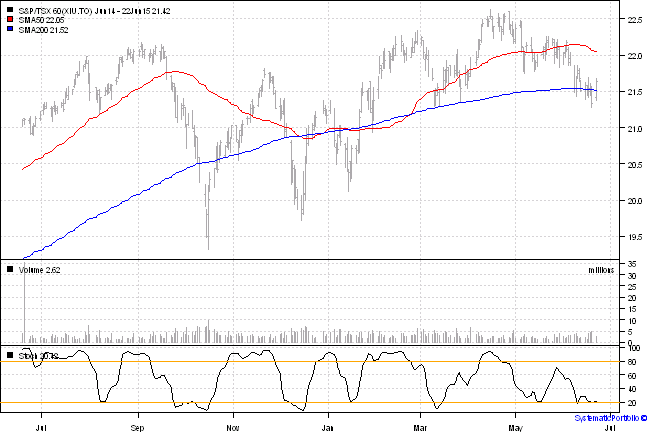 S&P/TSX 60(XIU.TO) Jun14 - 22Jun15 21.42
SMA50 22.05
SMA200 21.52
22.5
22.0
21.5
21.0
20.5
20.0
19.5
Volume 2.62
millions
35
30
25
20
15
10
5
0
100
80
60
40
20
Jul
Sep
Nov
Jan
Mar
May
Jul
SystematicPortfolio ©